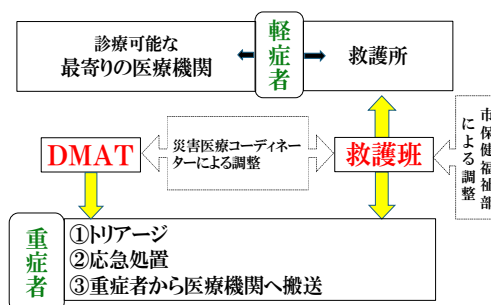 診療可能な
最寄りの医療機関
軽症者
救護所
DMAT
災害医療コーディネ
ーターによる調整
救護班
市保健福祉部
による調整
重症者
①トリアージ
②応急処置
③重症者から医療機関へ搬送